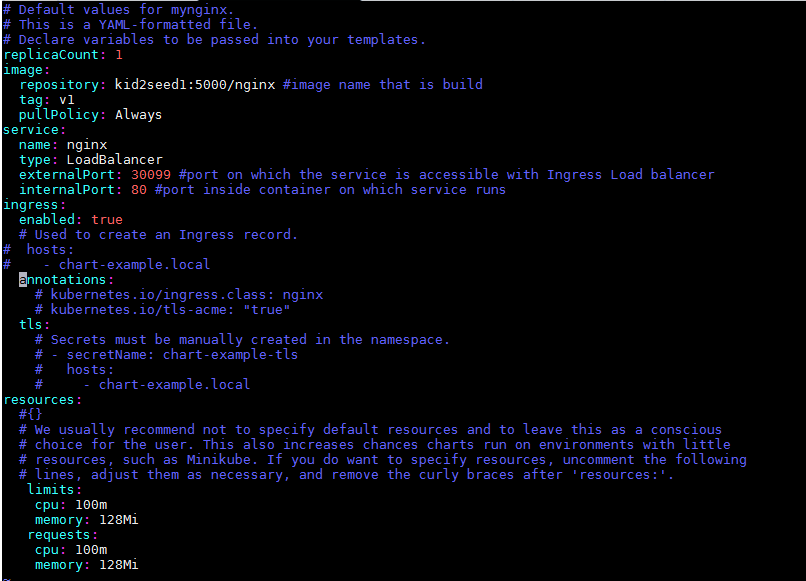 # Default values for mynginx.
# This is a YAML-formatted file.
# Declare variables to be passed into your templates.
replicaCount: 1
image:
  repository: kid2seed1:5000/nginx #image name that is build
  tag: v1
  pullPolicy: Always
service:
  name: nginx
  type: LoadBalancer
  externalPort: 30099 #port on which the service is accessible with Ingress Load balancer
  internalPort: 80 #port inside container on which service runs
ingress:
  enabled: true
  # Used to create an Ingress record.
#  hosts:
#    - chart-example.local
  annotations:
    # kubernetes.io/ingress.class: nginx
    # kubernetes.io/tls-acme: "true"
  tls:
    # Secrets must be manually created in the namespace.
    # - secretName: chart-example-tls
    #   hosts:
    #     - chart-example.local
resources:
  #{}
  # We usually recommend not to specify default resources and to leave this as a conscious
  # choice for the user. This also increases chances charts run on environments with little
  # resources, such as Minikube. If you do want to specify resources, uncomment the following
  # lines, adjust them as necessary, and remove the curly braces after 'resources:'.
   limits:
    cpu: 100m
    memory: 128Mi
   requests:
    cpu: 100m
    memory: 128Mi
~